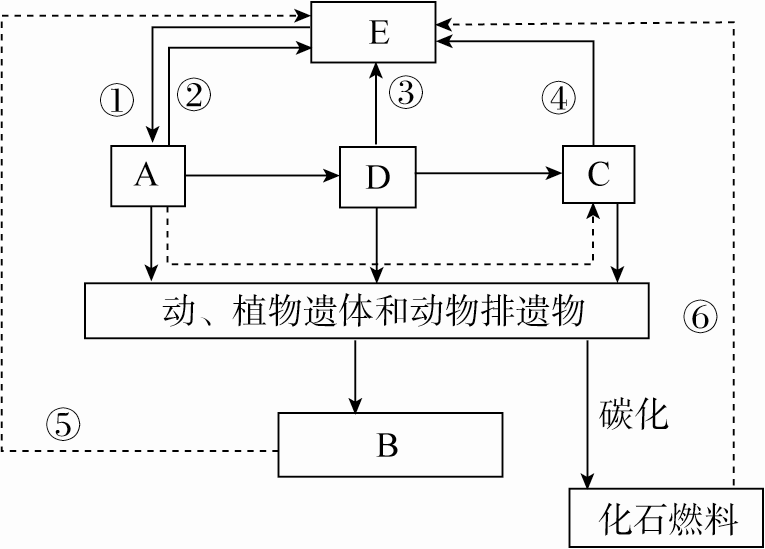 E
① ② ③ ④
A D C
动、植物遗体和动物排遗物
⑥
碳化
⑤ B
化石燃料